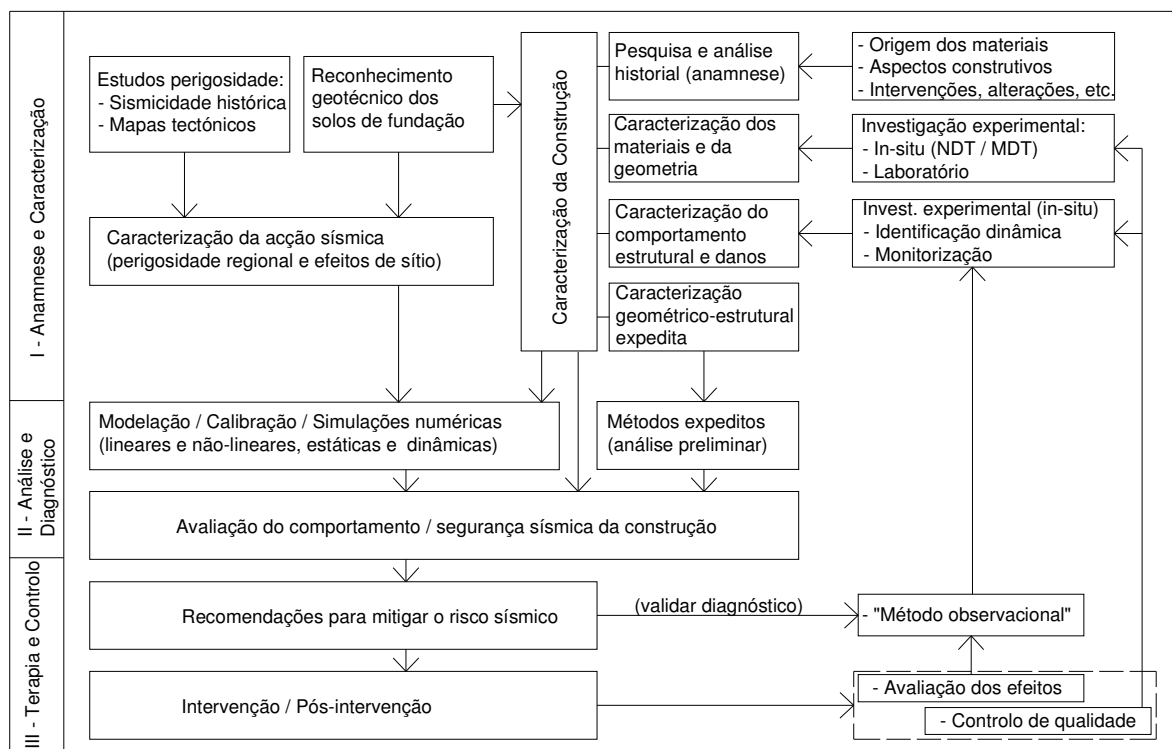 I - Anamnese e Caracterização
Estudos perigosidade:
- Sismicidade histórica
- Mapas tectónicos
Reconhecimento
geotécnico dos
solos de fundação
Caracterização da Construção
Pesquisa e análise
historial (anamnese)
- Origem dos materiais
- Aspectos construtivos
- Intervenções, alterações, etc.
Caracterização dos
materiais e da
geometria
Investigação experimental:
- In-situ (NDT / MDT)
- Laboratório
Caracterização da acção sísmica
(perigosidade regional e efeitos de sítio)
Caracterização do
comportamento
estrutural e danos
Invest. experimental (in-situ)
- Identificação dinâmica
- Monitorização
Caracterização
geométrico-estrutural
expedita
II - Análise e
Diagnóstico
Modelação / Calibração / Simulações numéricas
(lineares e não-lineares, estáticas e dinâmicas)
Métodos expeditos
(análise preliminar)
Avaliação do comportamento / segurança sísmica da construção
III - Terapia e Controlo
Recomendações para mitigar o risco sísmico
(validar diagnóstico)
- "Método observacional"
Intervenção / Pós-intervenção
- Avaliação dos efeitos
- Controlo de qualidade